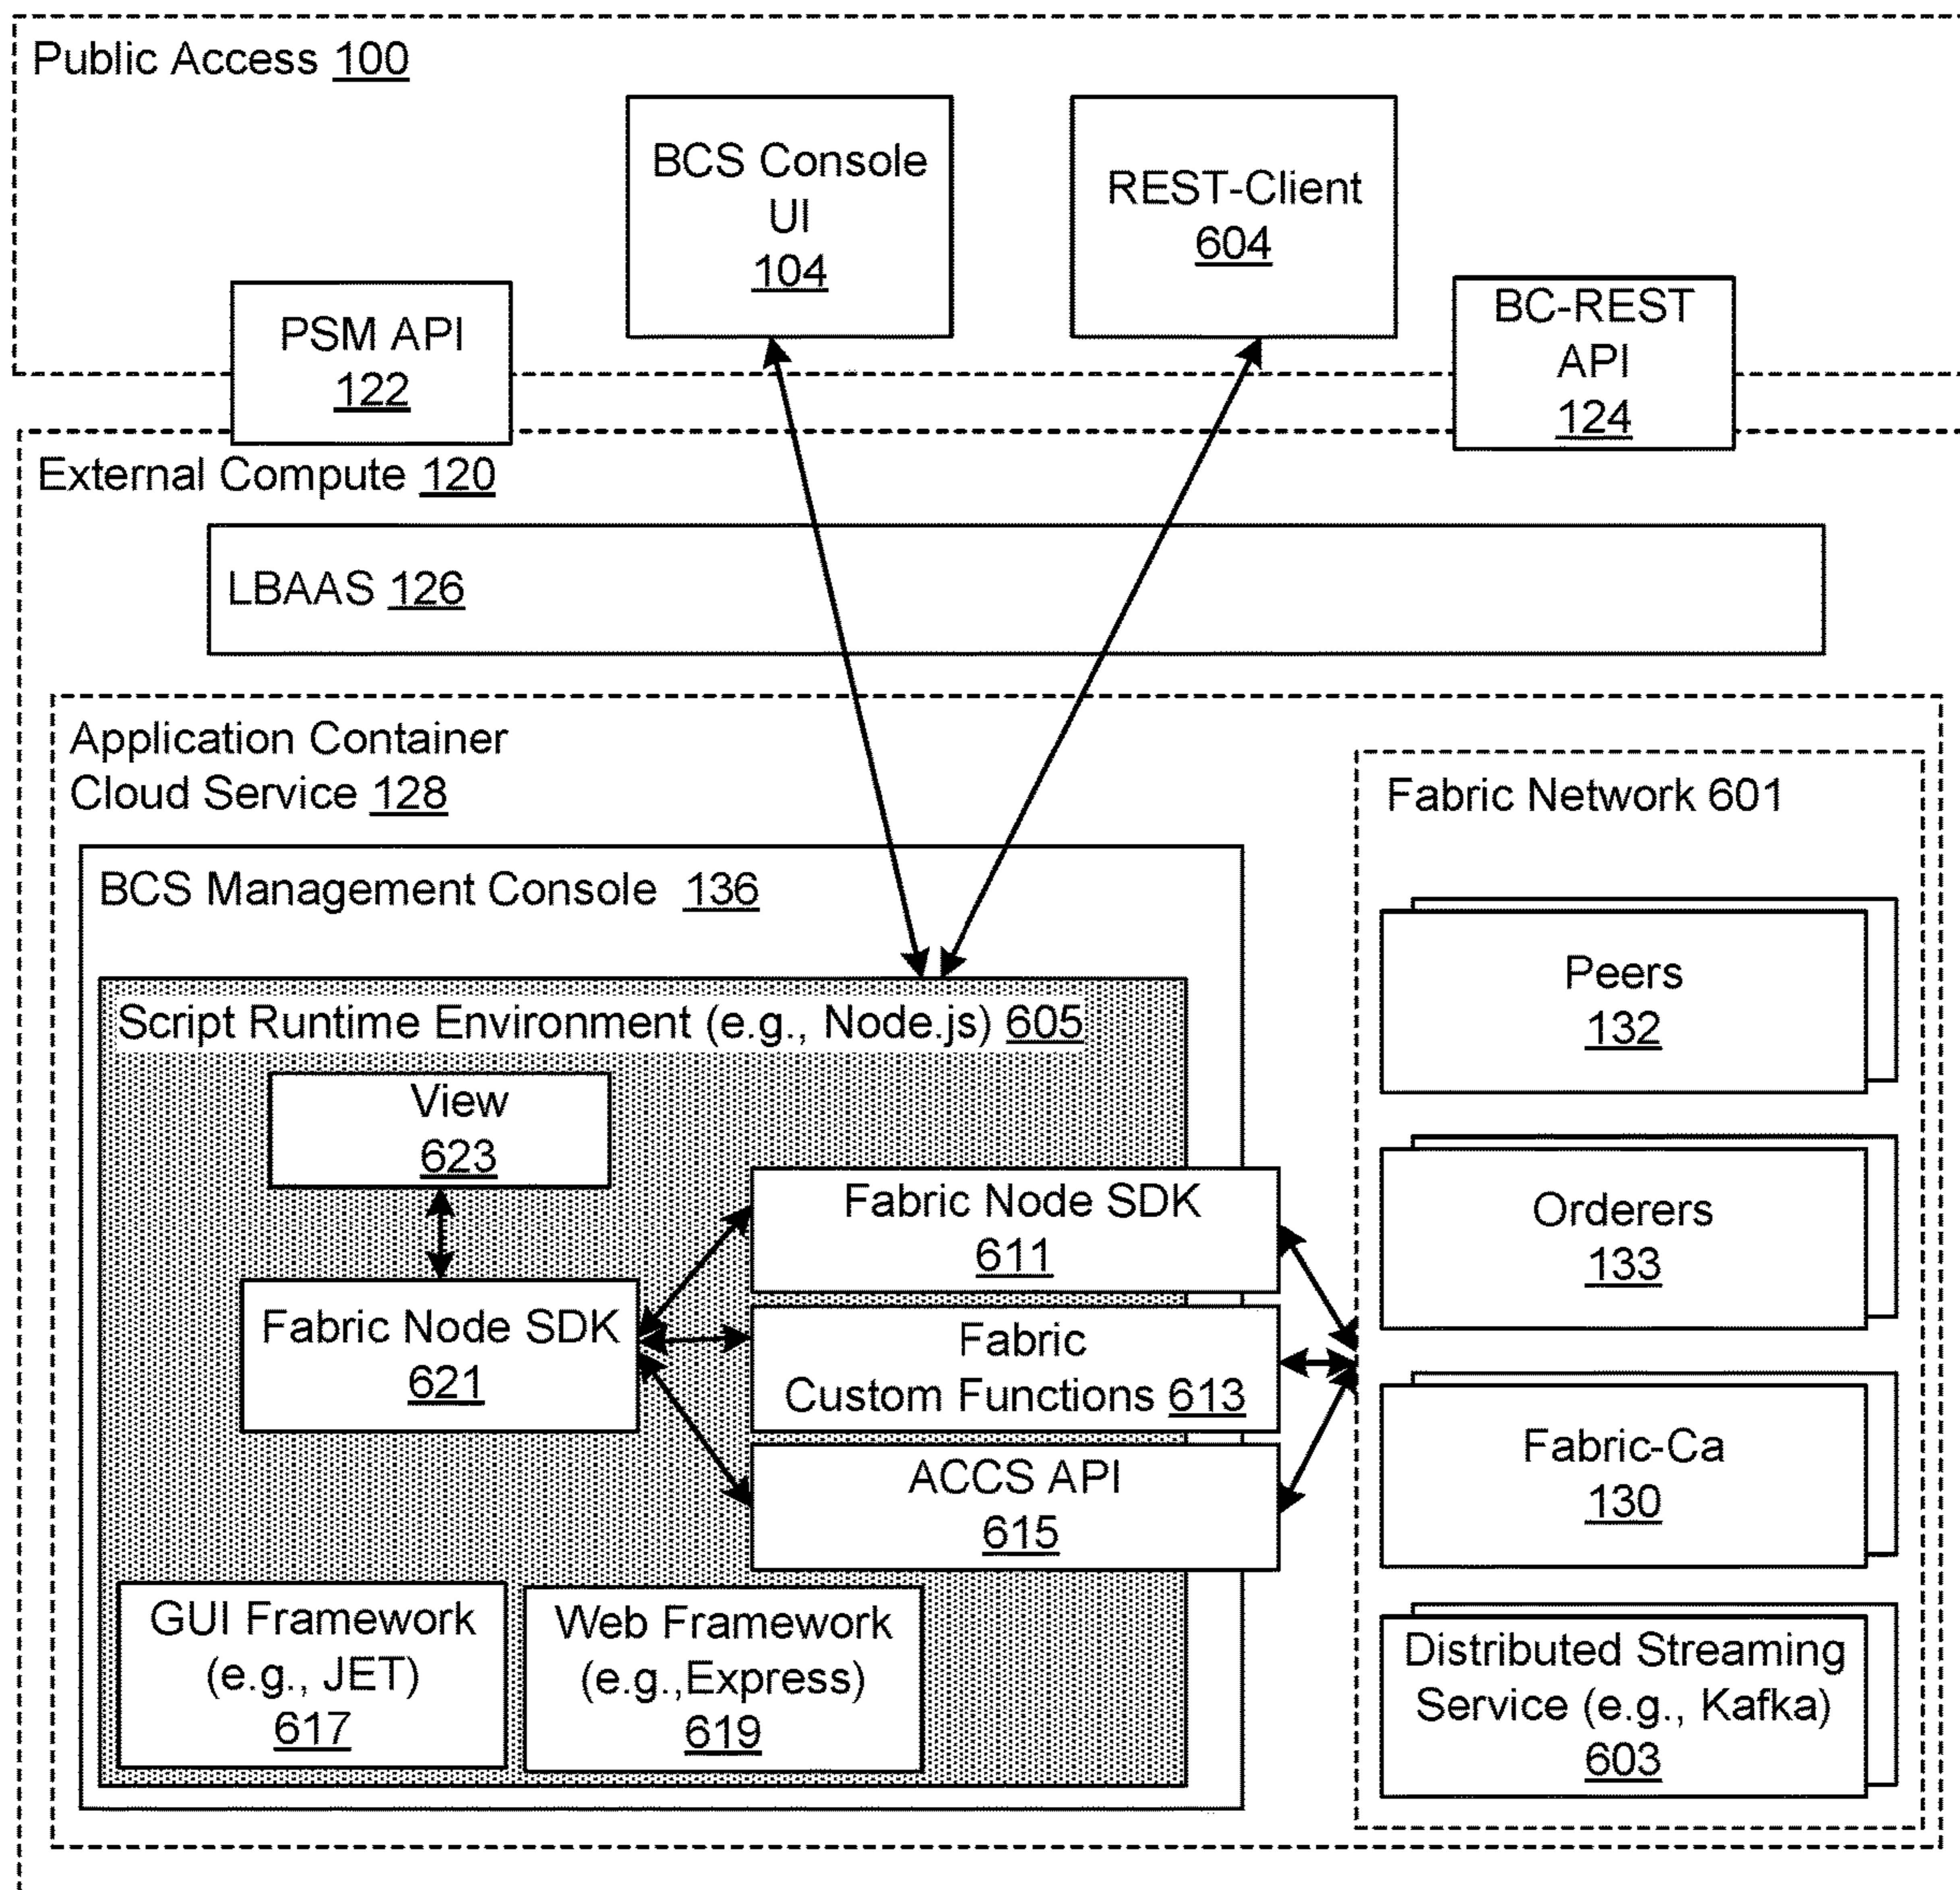 Public Access 100
BCS Console
UI
104
REST-Client
604
PSM API
122
BC-REST
API
124
External Compute 120
LBAAS 126
Application Container
Cloud Service 128
Fabric Network 601
BCS Management Console 136
Peers
132
Script Runtime Environment (e.g., Node.js) 605
View
623
Fabric Node SDK
611
Orderers
133
Fabric Node SDK
621
Fabric
Custom Functions 613
ACCS API
615
Fabric-Ca
130
GUI Framework
(e.g., JET)
617
Web Framework
(e.g.,Express)
619
Distributed Streaming
Service (e.g., Kafka)
603